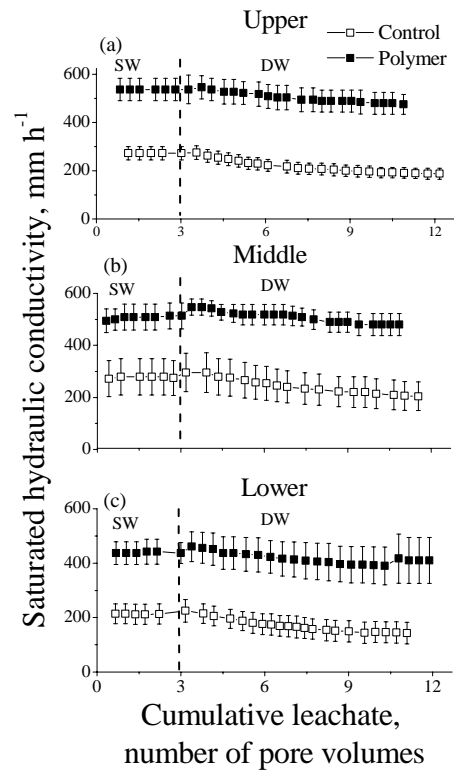 Upper
Control
Polymer
(a)
SW
DW
600
400
200
0
0 3 6 9 12
Middle
(b)
SW
DW
600
400
200
0
Lower
(c)
SW
DW
600
400
200
0
0 3 6 9 12
Saturated hydraulic conductivity, mm h⁻¹
Cumulative leachate,
number of pore volumes